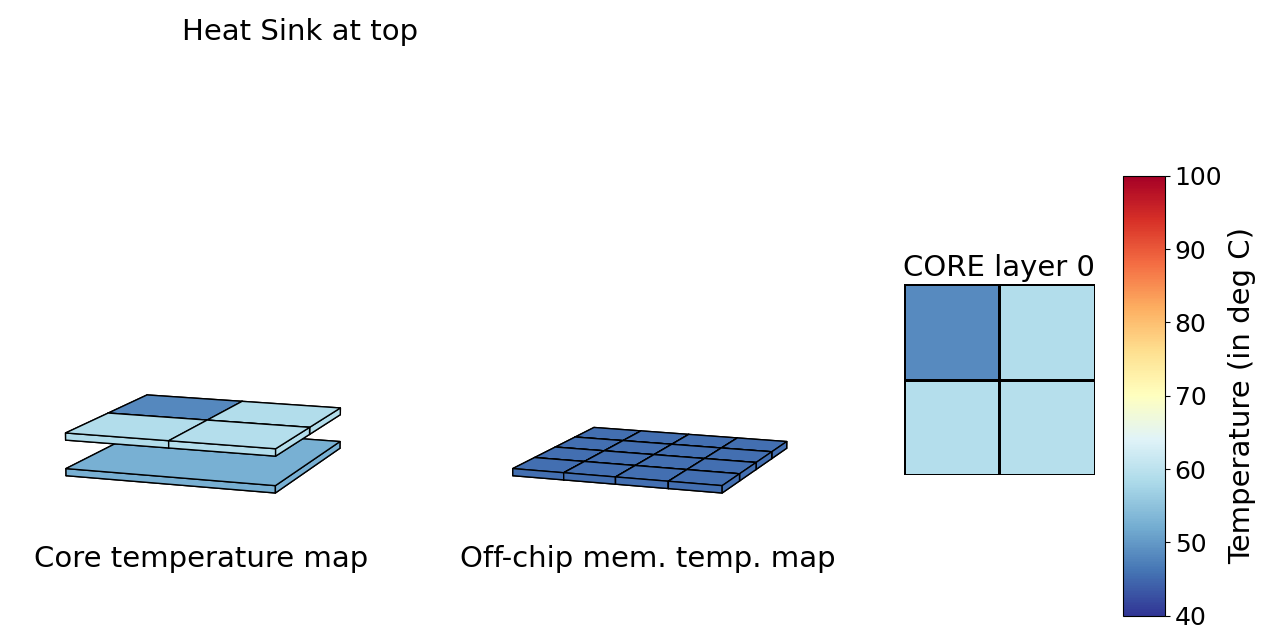 Heat Sink at top
Core temperature map
Off-chip mem. temp. map
CORE layer 0
100
90
80
70
60
50
40
Temperature (in deg C)